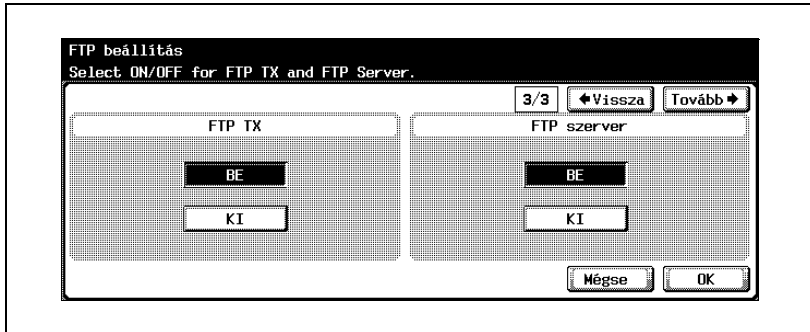 FTP beállítás
Select ON/OFF for FTP TX and FTP Server.
3/3 Vissza Tovább
FTP TX FTP szerver
BE BE
KI KI
Mégse OK